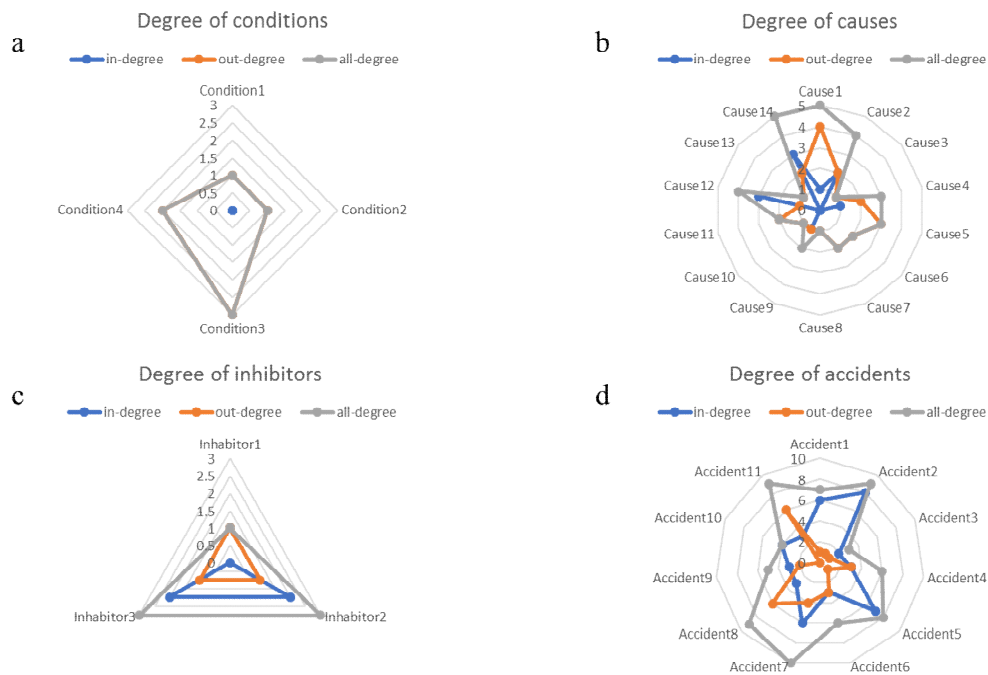 Degree of conditions
a
in-degree out-degree all-degree
Condition1
3
2.5
2
1.5
1
0.5
0
Condition4 Condition2
Condition3
Degree of causes
b
in-degree out-degree all-degree
Cause1
5
4
3
2
1
0
Cause14 Cause2
Cause13 Cause3
Cause12 Cause4
Cause11 Cause5
Cause10 Cause6
Cause9 Cause7
Cause8
Degree of inhibitors
c
in-degree out-degree all-degree
Inhabitor1
3
2.5
2
1.5
1
0.5
0
Inhabitor3 Inhabitor2
Degree of accidents
d
in-degree out-degree all-degree
Accident1
10
8
6
4
2
0
Accident11 Accident2
Accident10 Accident3
Accident9 Accident4
Accident8 Accident5
Accident7 Accident6